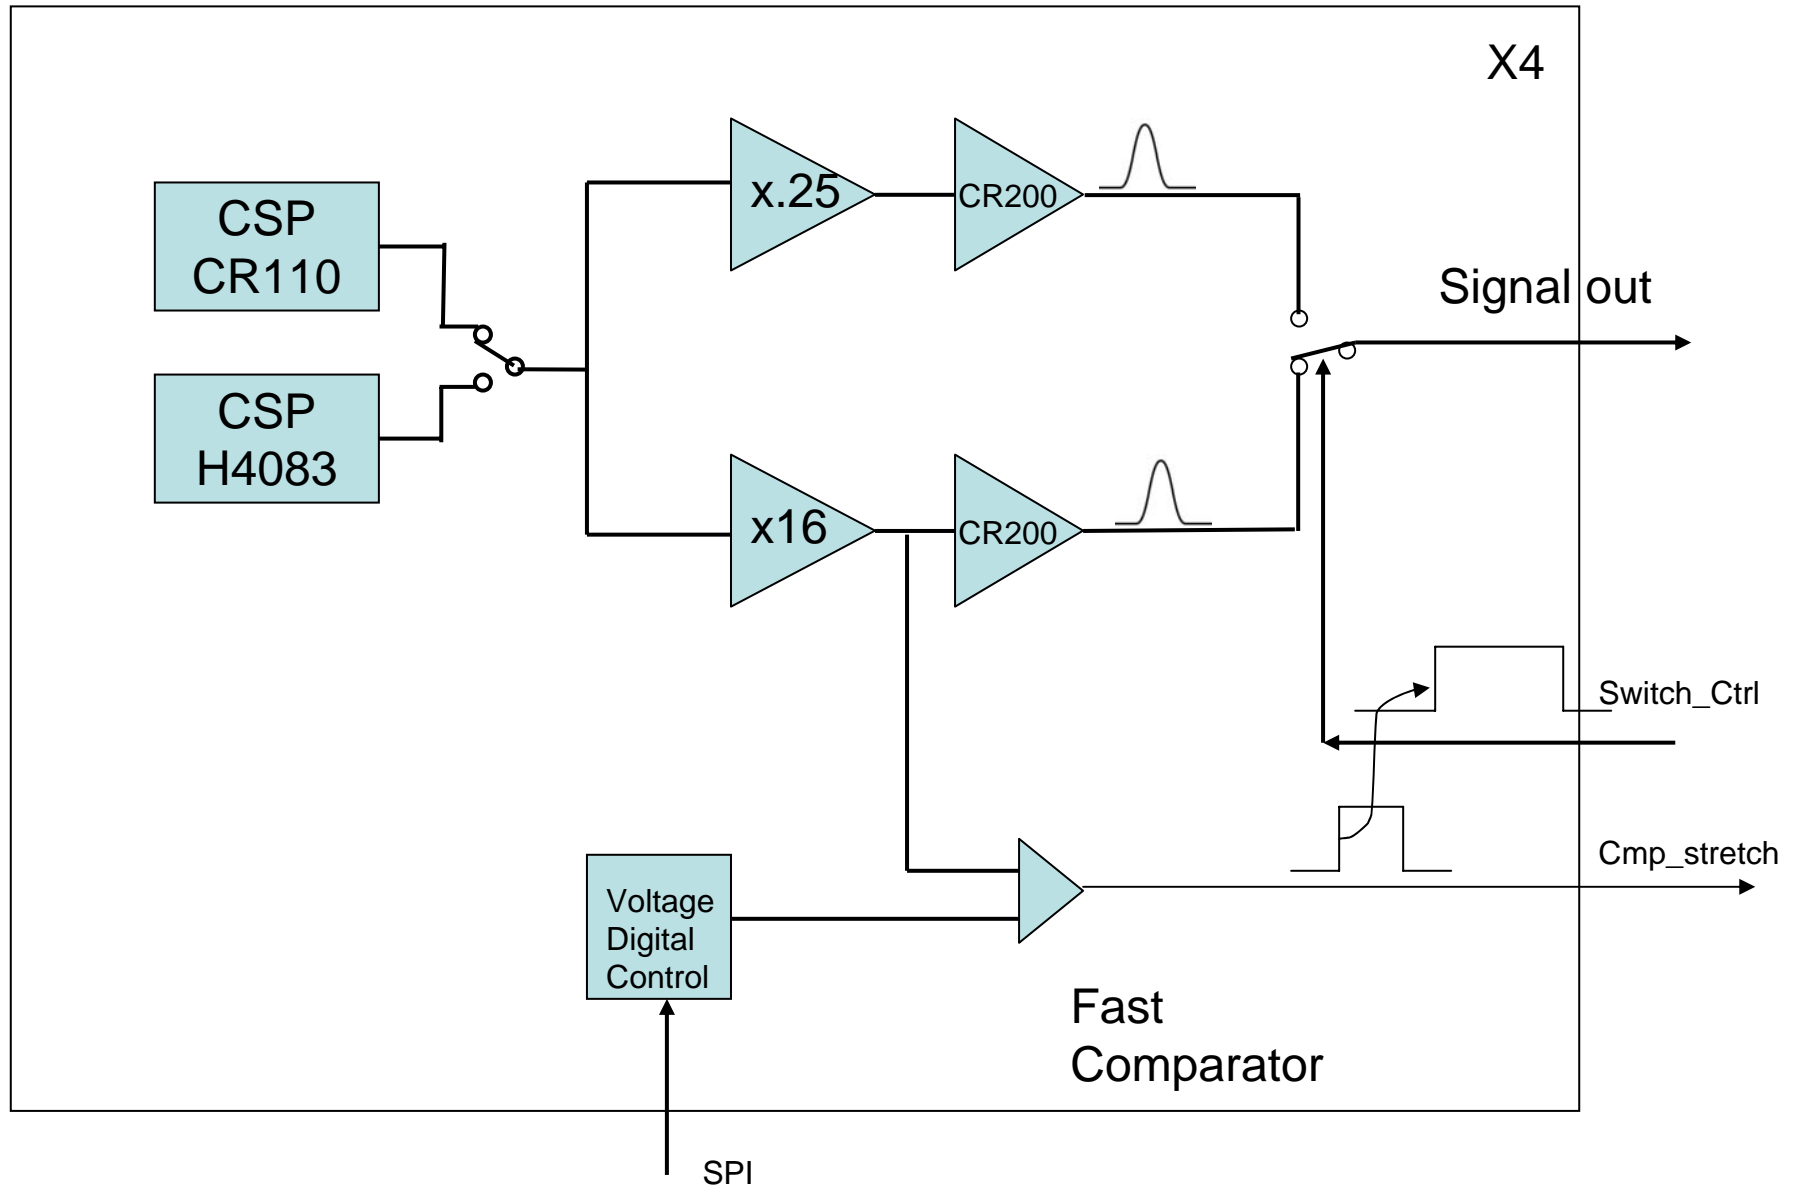 X4
CSP
CR110
x.25
CR200
Signal out
CSP
H4083
x16
CR200
Switch_Ctrl
Cmp_stretch
Voltage
Digital
Control
Fast
Comparator
SPI